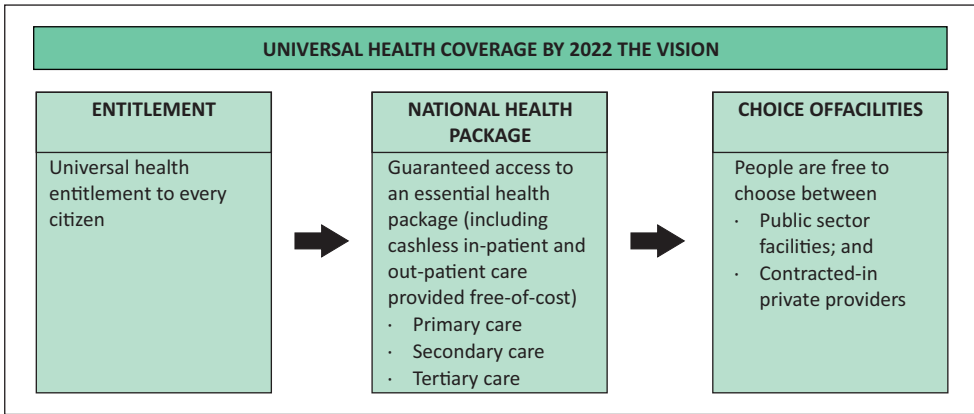 UNIVERSAL HEALTH COVERAGE BY 2022 THE VISION
ENTITLEMENT
Universal health
entitlement to every
citizen
NATIONAL HEALTH
PACKAGE
Guaranteed access to
an essential health
package (including
cashless in-patient and
out-patient care
provided free-of-cost)
· Primary care
· Secondary care
· Tertiary care
CHOICE OFFACILITIES
People are free to
choose between
· Public sector
facilities; and
· Contracted-in
private providers